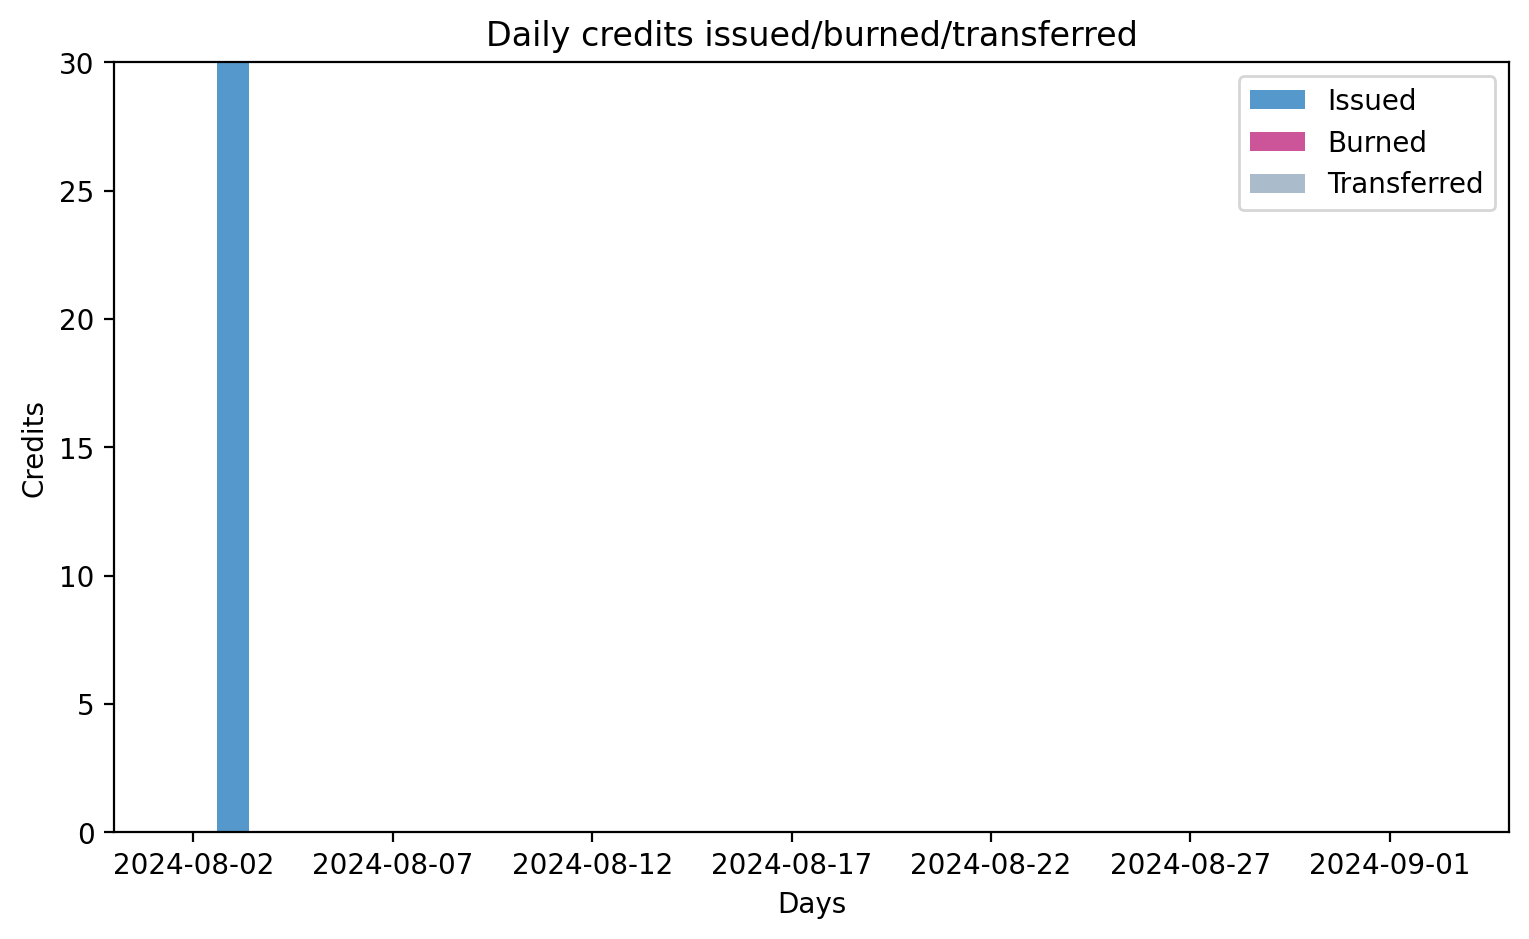 Daily credits issued/burned/transferred
30
25
20
15
10
5
0
Credits
Issued
Burned
Transferred
2024-08-02 2024-08-07 2024-08-12 2024-08-17 2024-08-22 2024-08-27 2024-09-01
Days